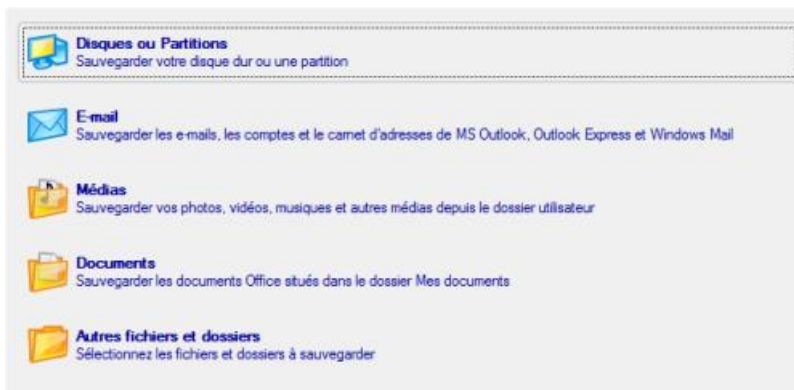 Disques ou Partitions
Sauvegarder votre disque dur ou une partition
E-mail
Sauvegarder les e-mails, les comptes et le carnet d'adresses de MS Outlook, Outlook Express et Windows Mail
Médias
Sauvegarder vos photos, vidéos, musiques et autres médias depuis le dossier utilisateur
Documents
Sauvegarder les documents Office situés dans le dossier Mes documents
Autres fichiers et dossiers
Sélectionnez les fichiers et dossiers à sauvegarder